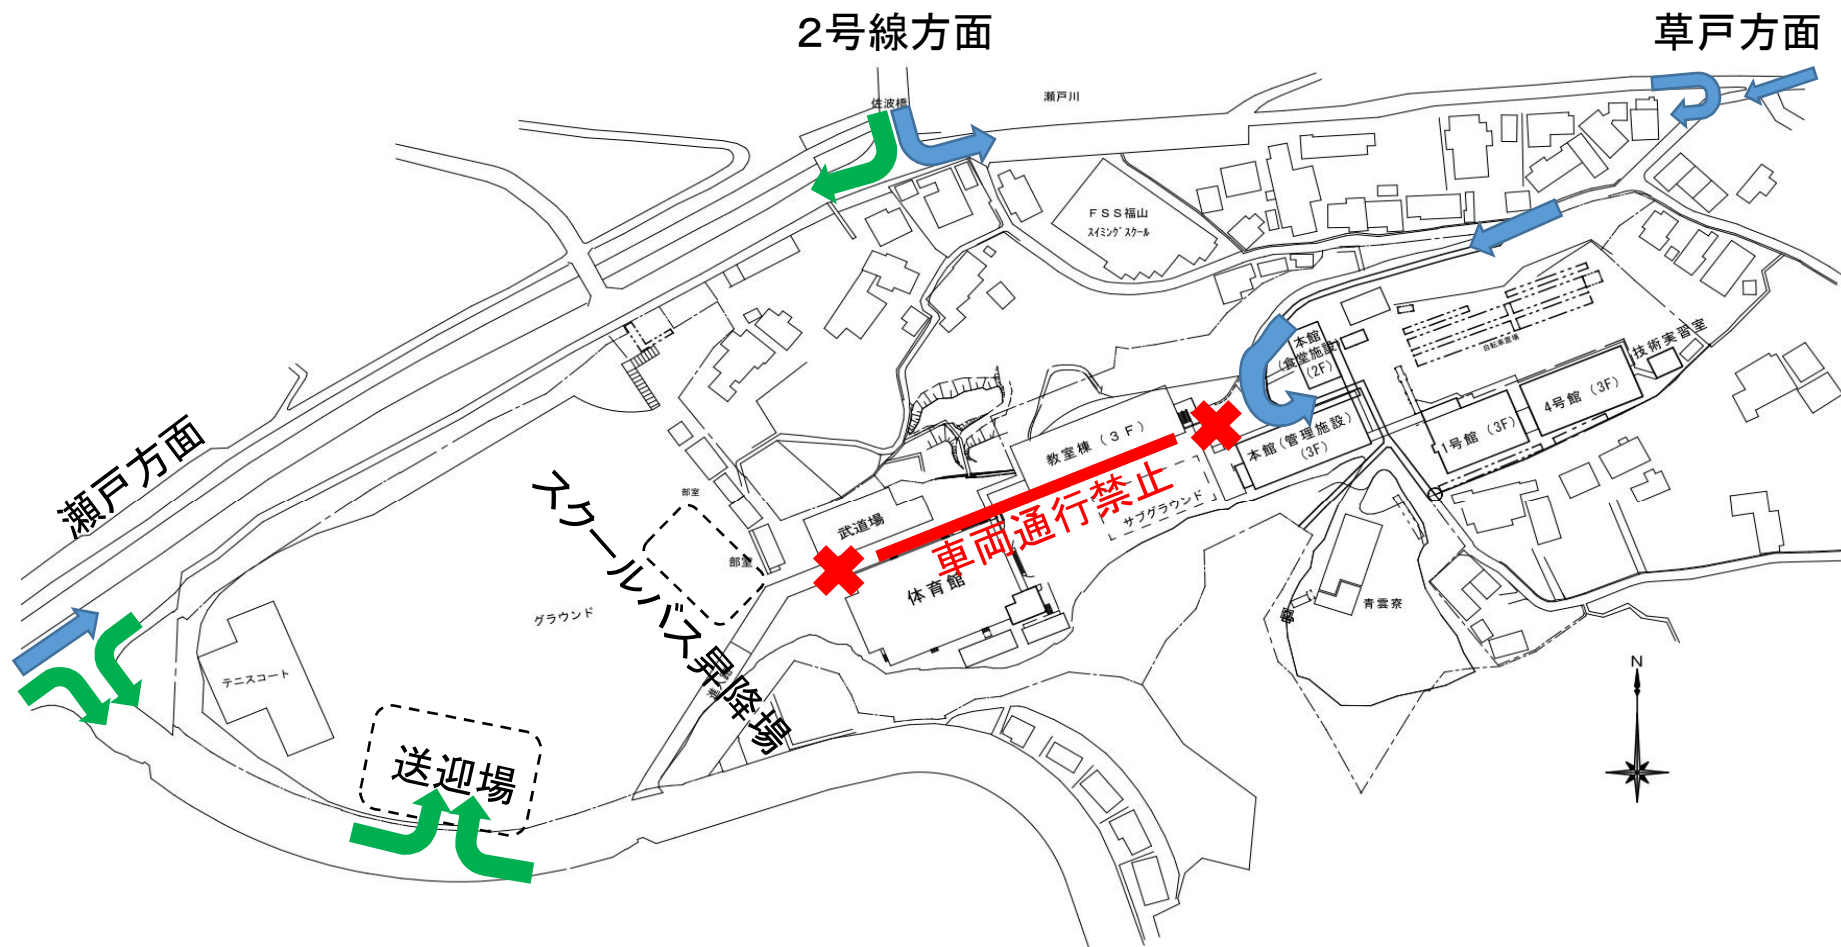 2号線方面
草戸方面
瀬戸川
佐波橋
FSS福山
スイミングスクール
本館
(食堂施設)
(2F)
自転車置場
技術実習室
4号館(3F)
1号館(3F)
本館(管理施設)
(3F)
教室棟(3F)
サブグラウンド
車両通行禁止
瀬戸方面
スクールバス昇降場
部室
武道場
部室
体育館
グラウンド
青雲寮
テニスコート
送迎場
N